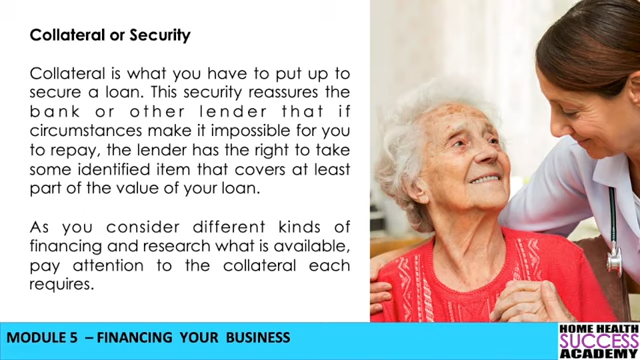 Collateral or Security
Collateral is what you have to put up to
secure a loan. This security reassures the
bank or other lender that if
circumstances make it impossible for you
to repay, the lender has the right to take
some identified item that covers at least
part of the value of your loan.
As you consider different kinds of
financing and research what is available,
pay attention to the collateral each
requires.
MODULE 5 – FINANCING YOUR BUSINESS
HOME HEALTH
SUCCESS
ACADEMY